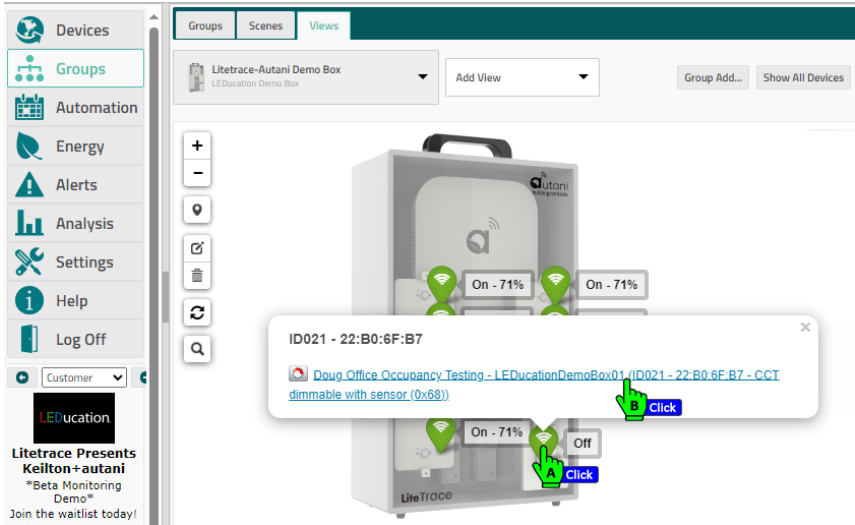 Devices
Groups
Automation
Energy
Alerts
Analysis
Settings
Help
Log Off
Customer
LEDucation.
Litetrace Presents
Keilton+autani
*Beta Monitoring
Demo*
Join the waitlist today!
Groups Scenes Views
Litetrace-Autani Demo Box
LEDucation Demo Box
Add View
Group Add... Show All Devices
+
−
autani
building controls
a
On - 71% On - 71%
ID021 - 22:B0:6F:B7
×
Doug Office Occupancy Testing - LEDucationDemoBox01 (ID021 - 22:B0:6F:B7 - CCT
dimmable with sensor (0x68))
B Click
On - 71% Off
A Click
LiteTrace